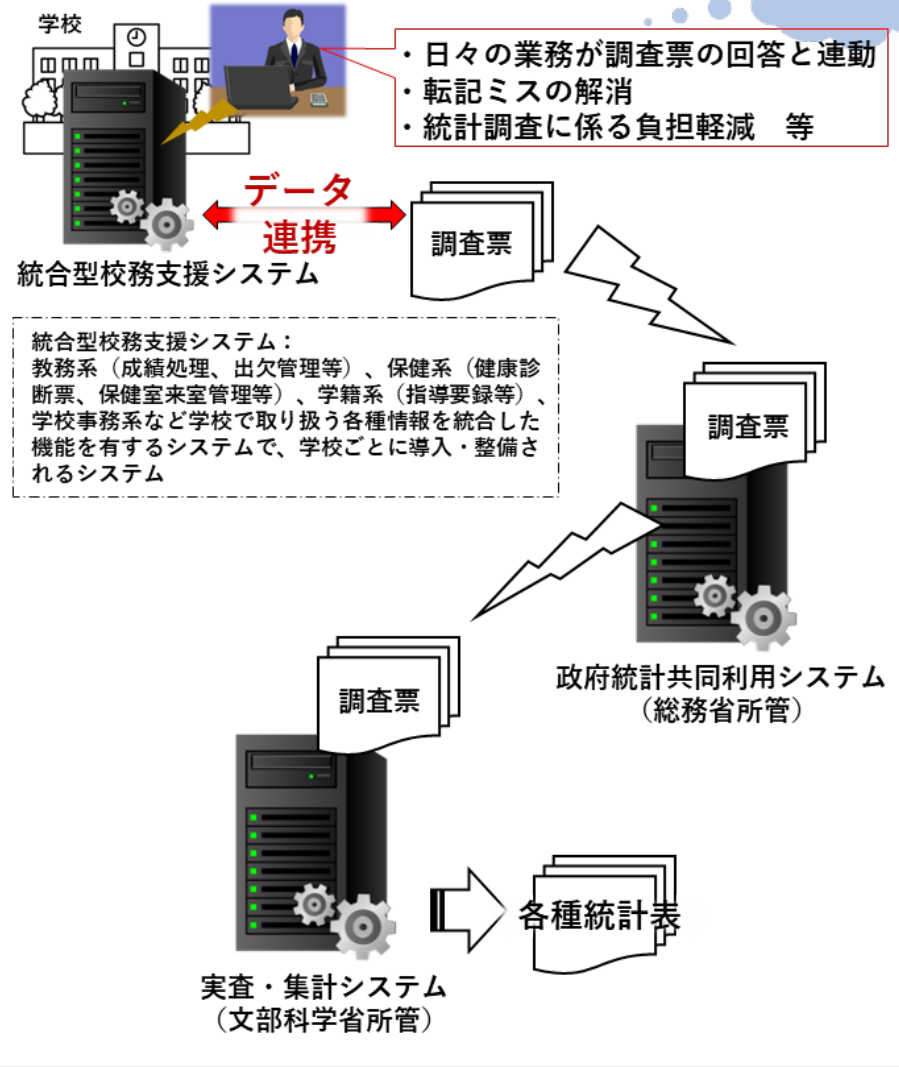 学校
・日々の業務が調査票の回答と連動
・転記ミスの解消
・統計調査に係る負担軽減　等
データ
連携
調査票
統合型校務支援システム
統合型校務支援システム：
教務系（成績処理、出欠管理等）、保健系（健康診
断票、保健室来室管理等）、学籍系（指導要録等）、
学校事務系など学校で取り扱う各種情報を統合した
機能を有するシステムで、学校ごとに導入・整備さ
れるシステム
調査票
政府統計共同利用システム
（総務省所管）
調査票
実査・集計システム
（文部科学省所管）
各種統計表